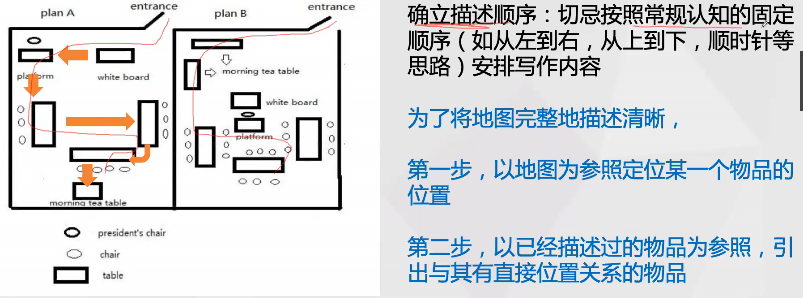 plan A
entrance
plan B
entrance
platform
white board
morning tea table
white board
platform
morning tea table
president's chair
chair
table
确立描述顺序：切忌按照常规认知的固定
顺序（如从左到右，从上到下，顺时针等
思路）安排写作内容
为了将地图完整地描述清晰，
第一步，以地图为参照定位某一个物品的
位置
第二步，以已经描述过的物品为参照，引
出与其有直接位置关系的物品